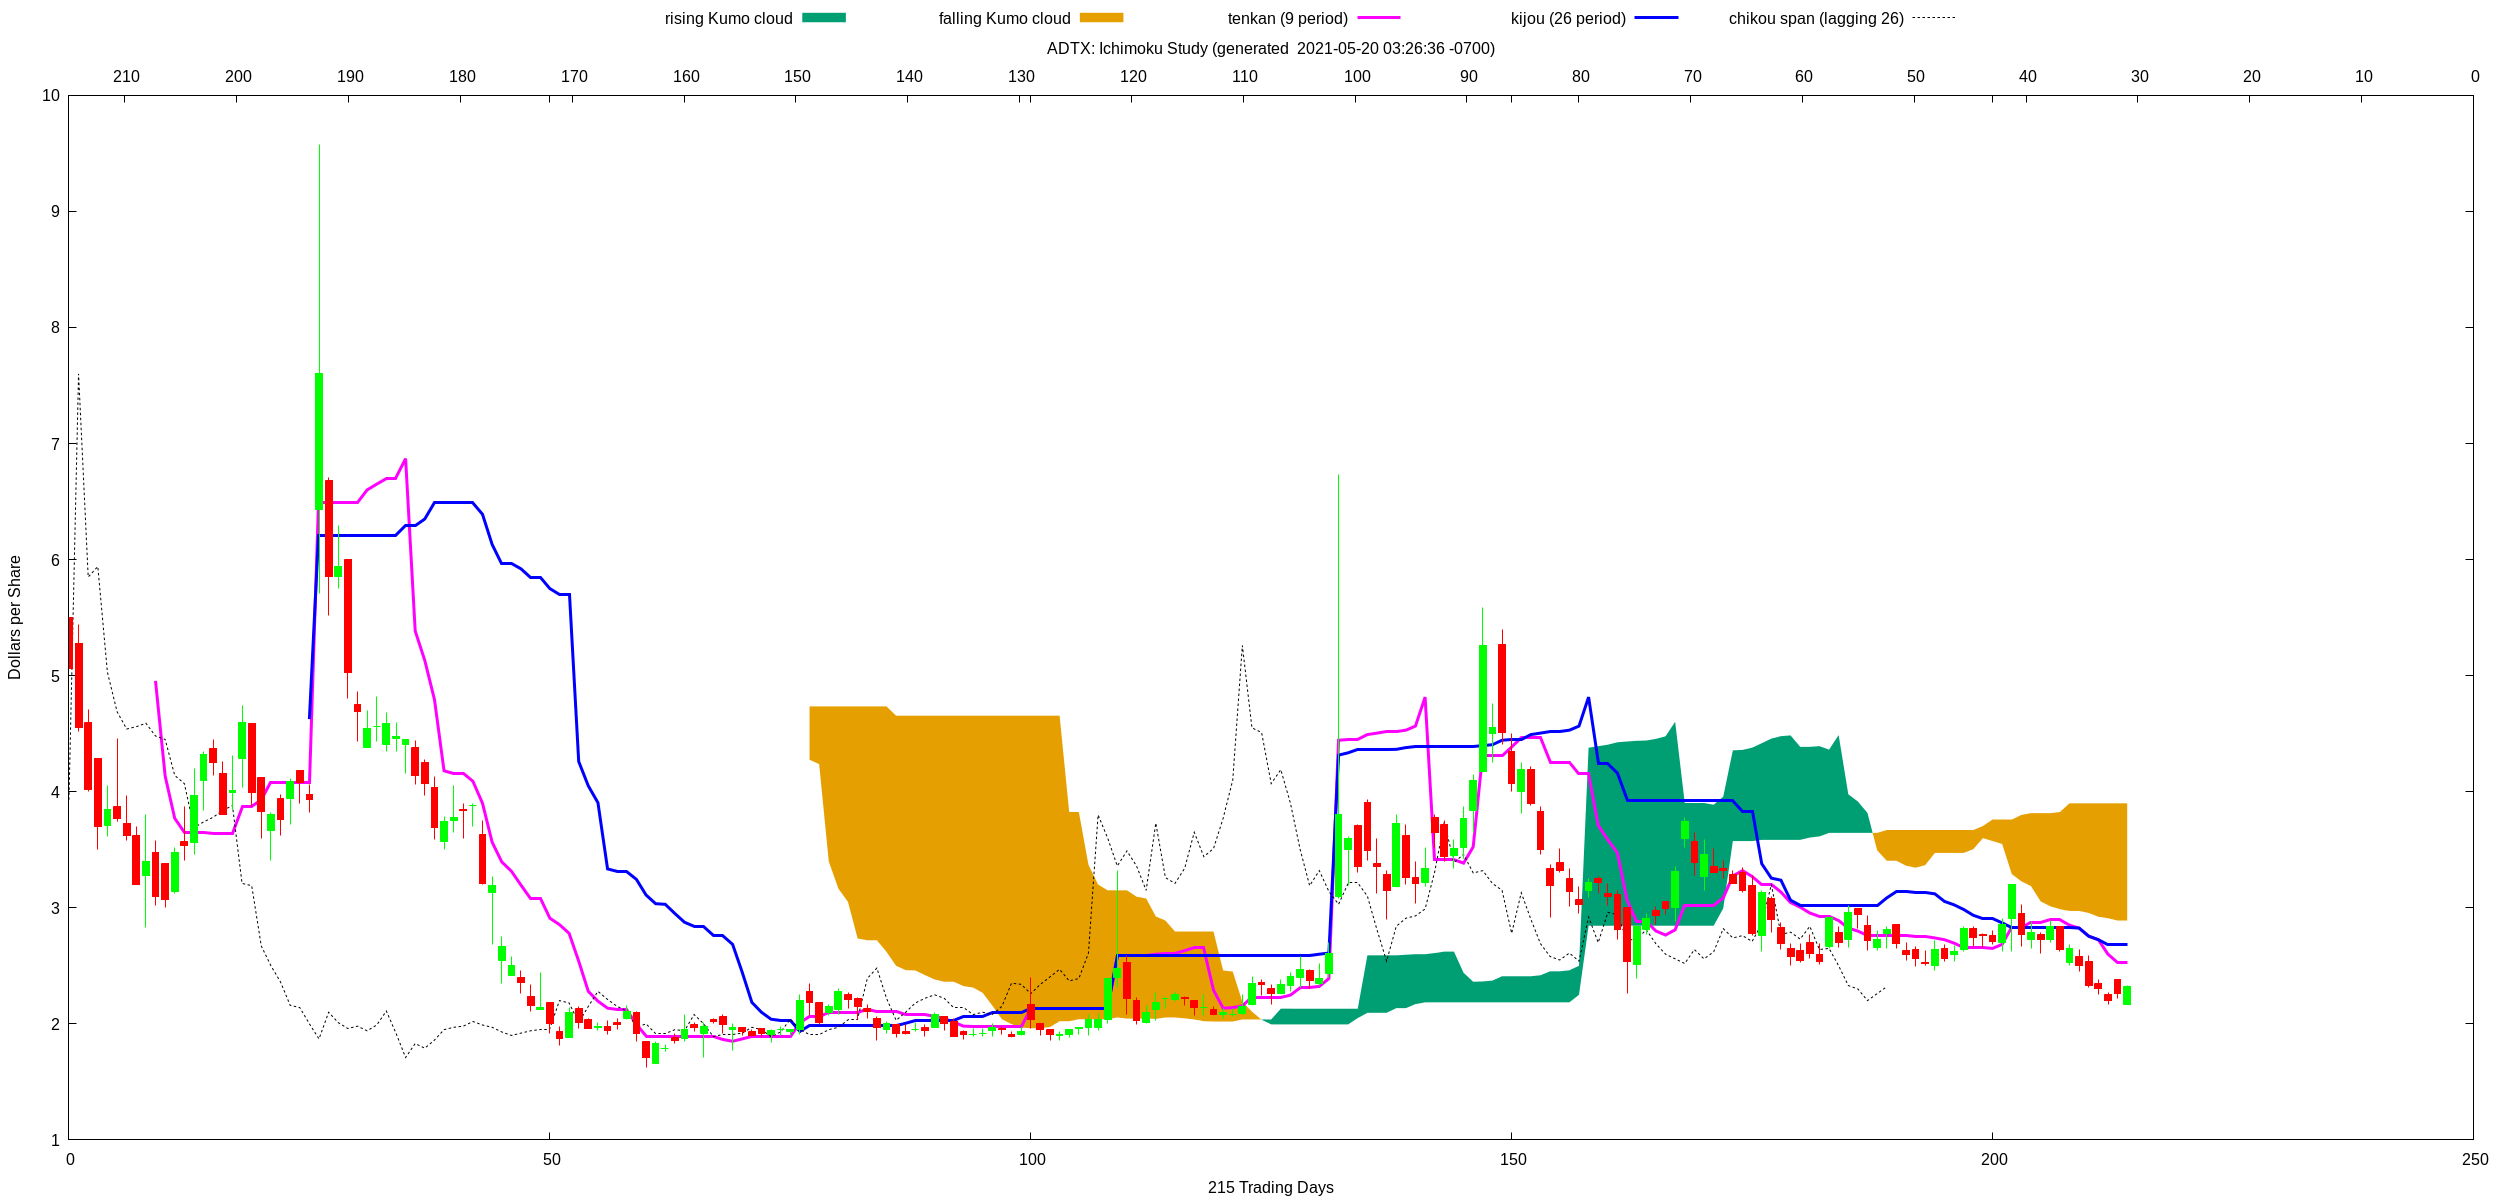 rising Kumo cloud falling Kumo cloud tenkan (9 period) kijou (26 period) chikou span (lagging 26)
ADTX: Ichimoku Study (generated  2021-05-20 03:26:36 -0700)
210 200 190 180 170 160 150 140 130 120 110 100 90 80 70 60 50 40 30 20 10 0
10
9
8
7
6
5
4
3
2
1
Dollars per Share
0 50 100 150 200 250
215 Trading Days